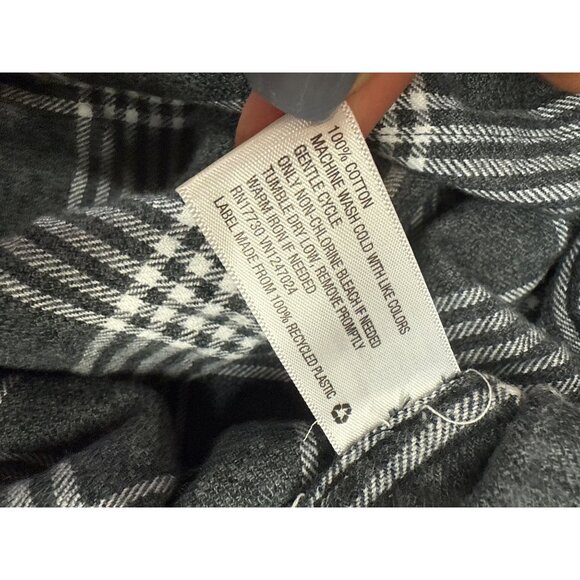 100% COTTON
MACHINE WASH COLD WITH LIKE COLORS
GENTLE CYCLE
ONLY NON-CHLORINE BLEACH IF NEEDED
TUMBLE DRY LOW, REMOVE PROMPTLY
WARM IRON IF NEEDED
RN17730 VN1247024
LABEL MADE FROM 100% RECYCLED PLASTIC